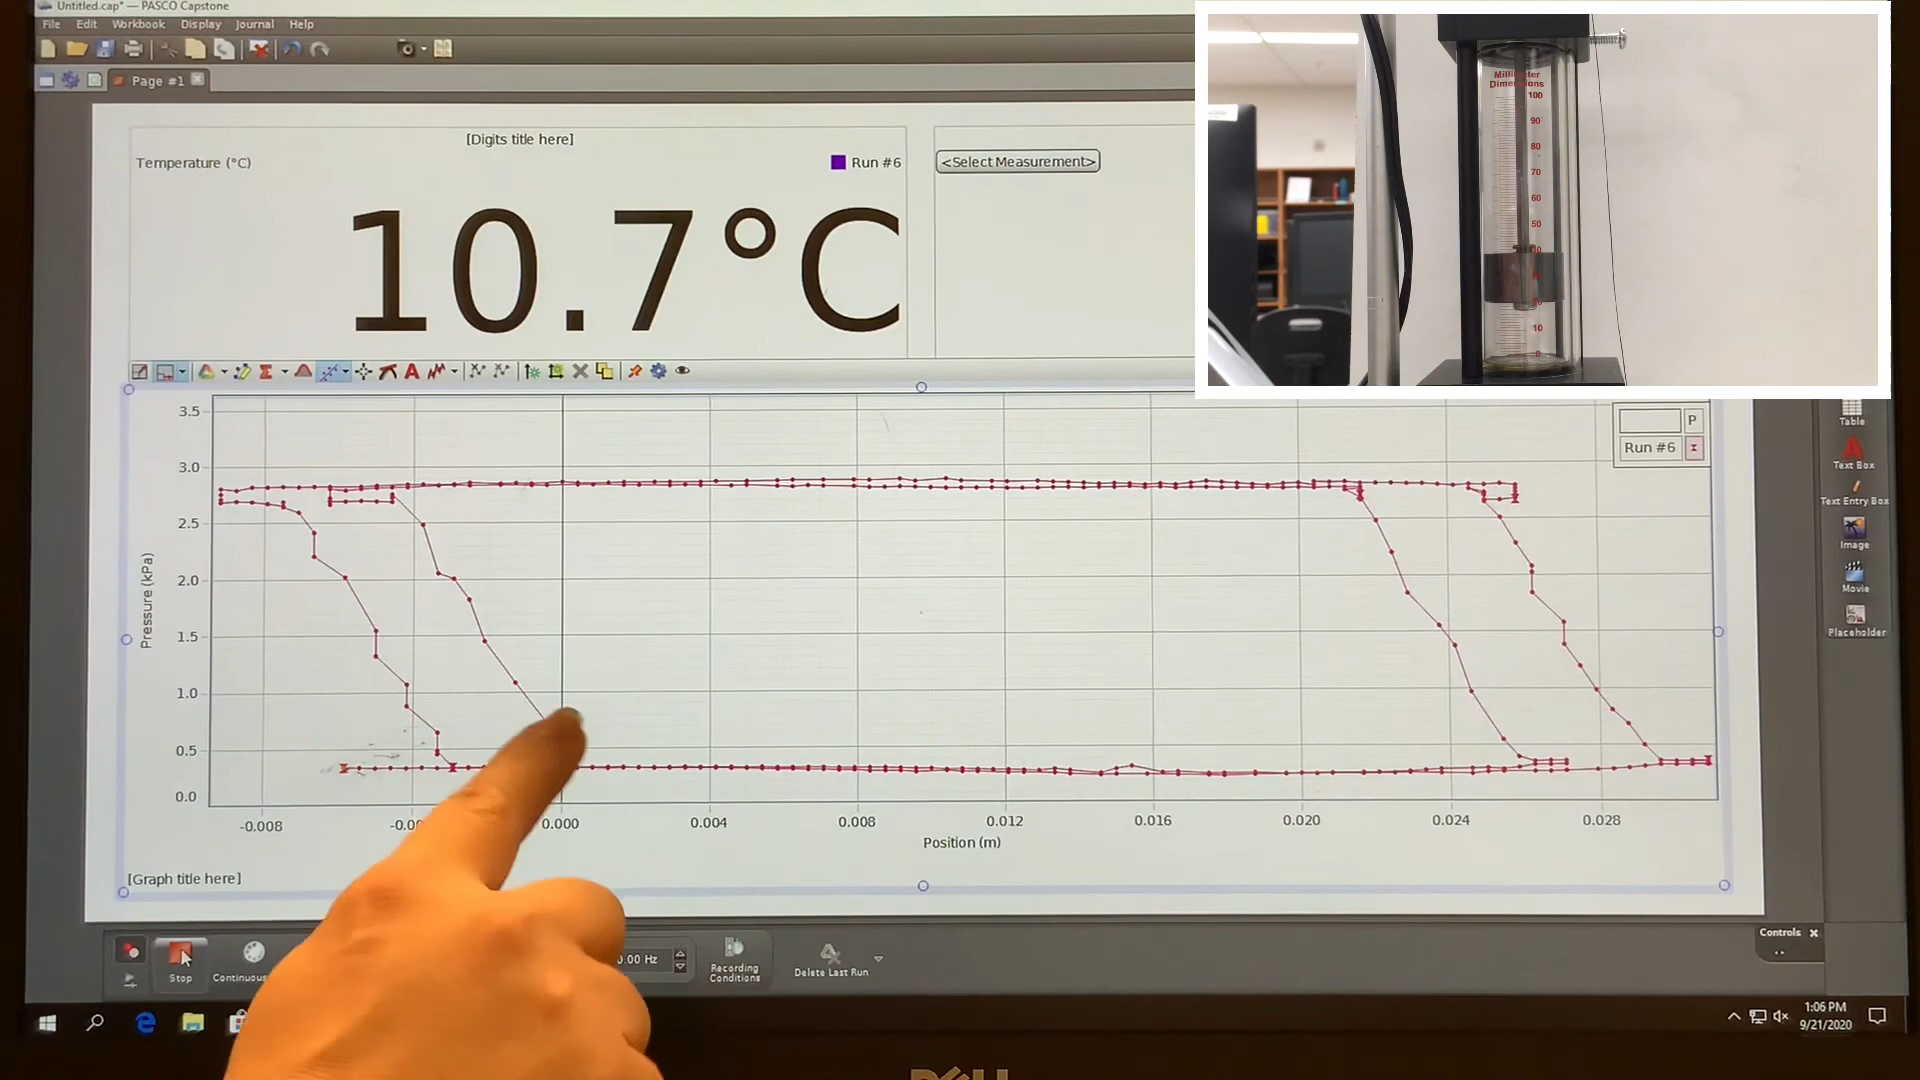 Untitled.cap* — PASCO Capstone
File Edit Workbook Display Journal Help
Page #1
[Digits title here]
Temperature (°C)
Run #6
<Select Measurement>
10.7°C
Millimeter
Dimensions
100
90
80
70
60
50
10
0
P
Run #6
3.5
3.0
2.5
2.0
1.5
1.0
0.5
0.0
Pressure (kPa)
-0.008
0.000
0.004
0.008
0.012
0.016
0.020
0.024
0.028
Position (m)
[Graph title here]
Table
Text Box
Text Entry Box
Image
Movie
Placeholder
Controls
Stop
Recording
Conditions
Delete Last Run
1:06 PM
9/21/2020